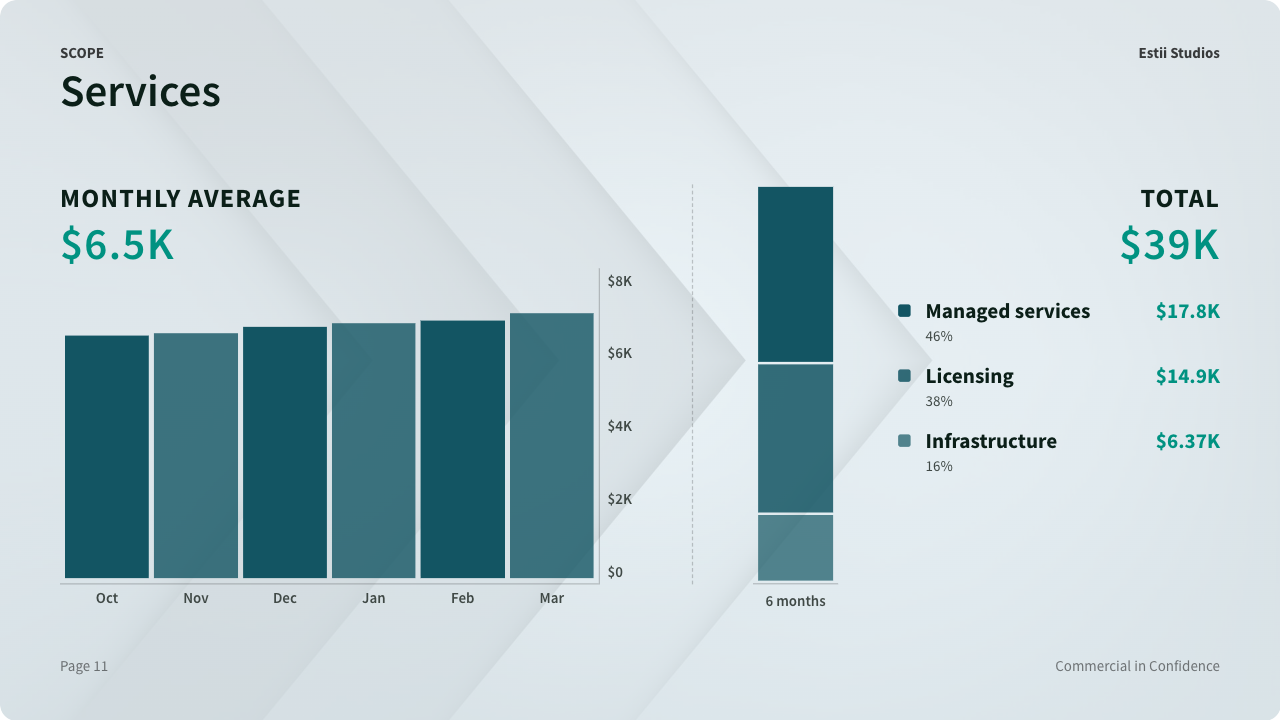 SCOPE
Estii Studios
Services
MONTHLY AVERAGE
$6.5K
$8K
$6K
$4K
$2K
$0
Oct Nov Dec Jan Feb Mar
6 months
TOTAL
$39K
Managed services $17.8K
46%
Licensing $14.9K
38%
Infrastructure $6.37K
16%
Page 11
Commercial in Confidence